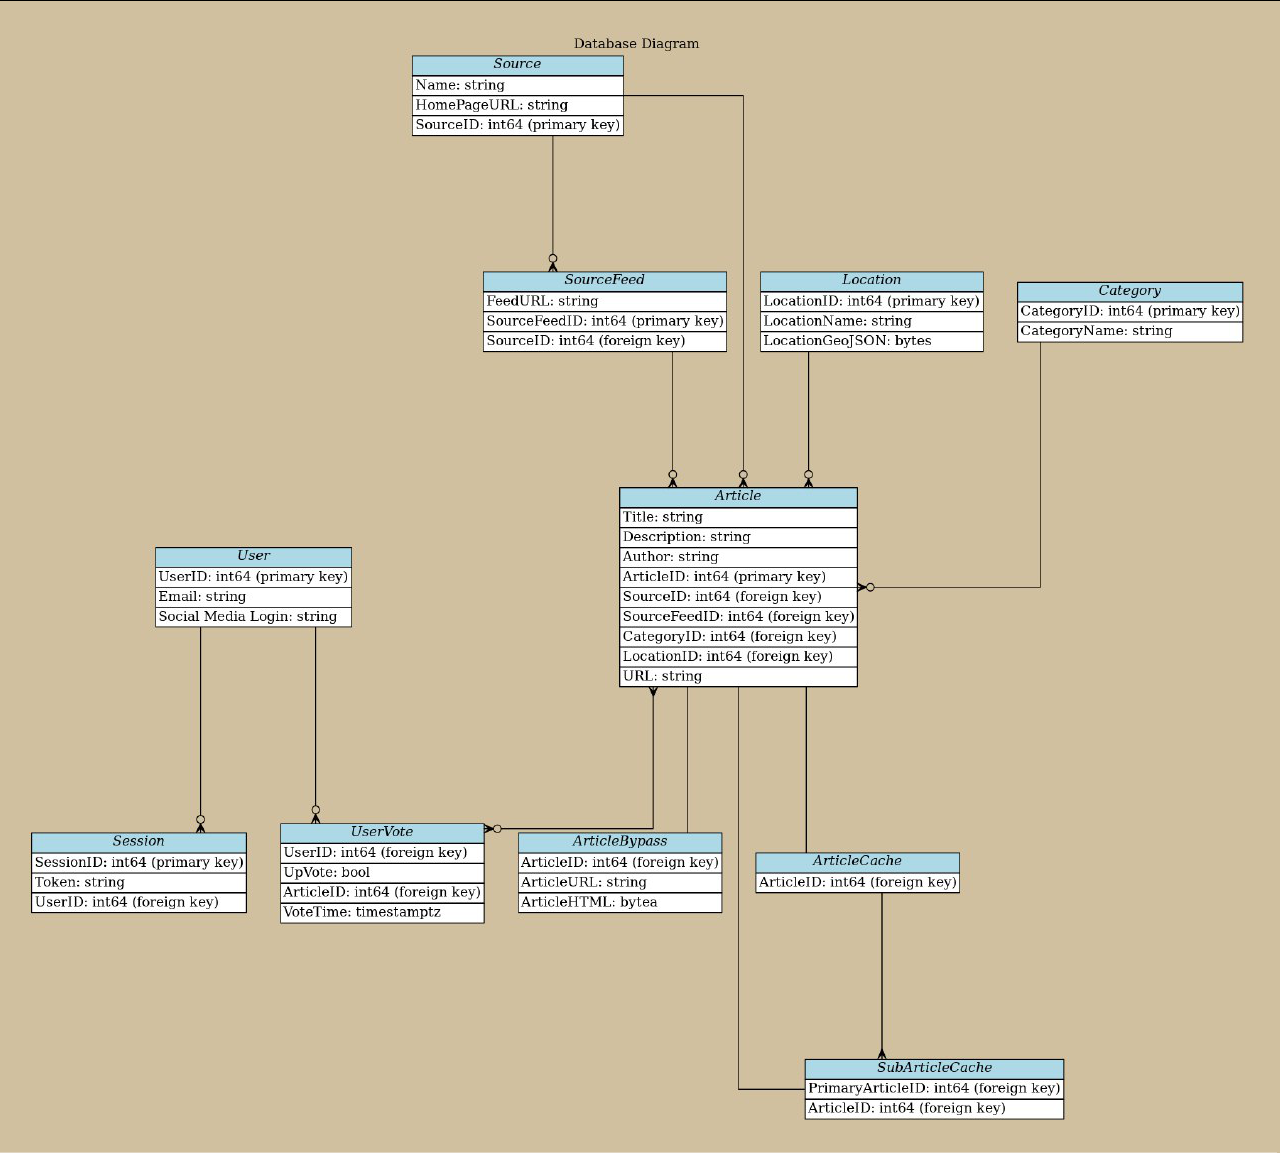 Database Diagram
Source
Name: string
HomePageURL: string
SourceID: int64 (primary key)
SourceFeed
FeedURL: string
SourceFeedID: int64 (primary key)
SourceID: int64 (foreign key)
Location
LocationID: int64 (primary key)
LocationName: string
LocationGeoJSON: bytes
Category
CategoryID: int64 (primary key)
CategoryName: string
Article
Title: string
Description: string
Author: string
ArticleID: int64 (primary key)
SourceID: int64 (foreign key)
SourceFeedID: int64 (foreign key)
CategoryID: int64 (foreign key)
LocationID: int64 (foreign key)
URL: string
User
UserID: int64 (primary key)
Email: string
Social Media Login: string
Session
SessionID: int64 (primary key)
Token: string
UserID: int64 (foreign key)
UserVote
UserID: int64 (foreign key)
UpVote: bool
ArticleID: int64 (foreign key)
VoteTime: timestamptz
ArticleBypass
ArticleID: int64 (foreign key)
ArticleURL: string
ArticleHTML: bytea
ArticleCache
ArticleID: int64 (foreign key)
SubArticleCache
PrimaryArticleID: int64 (foreign key)
ArticleID: int64 (foreign key)